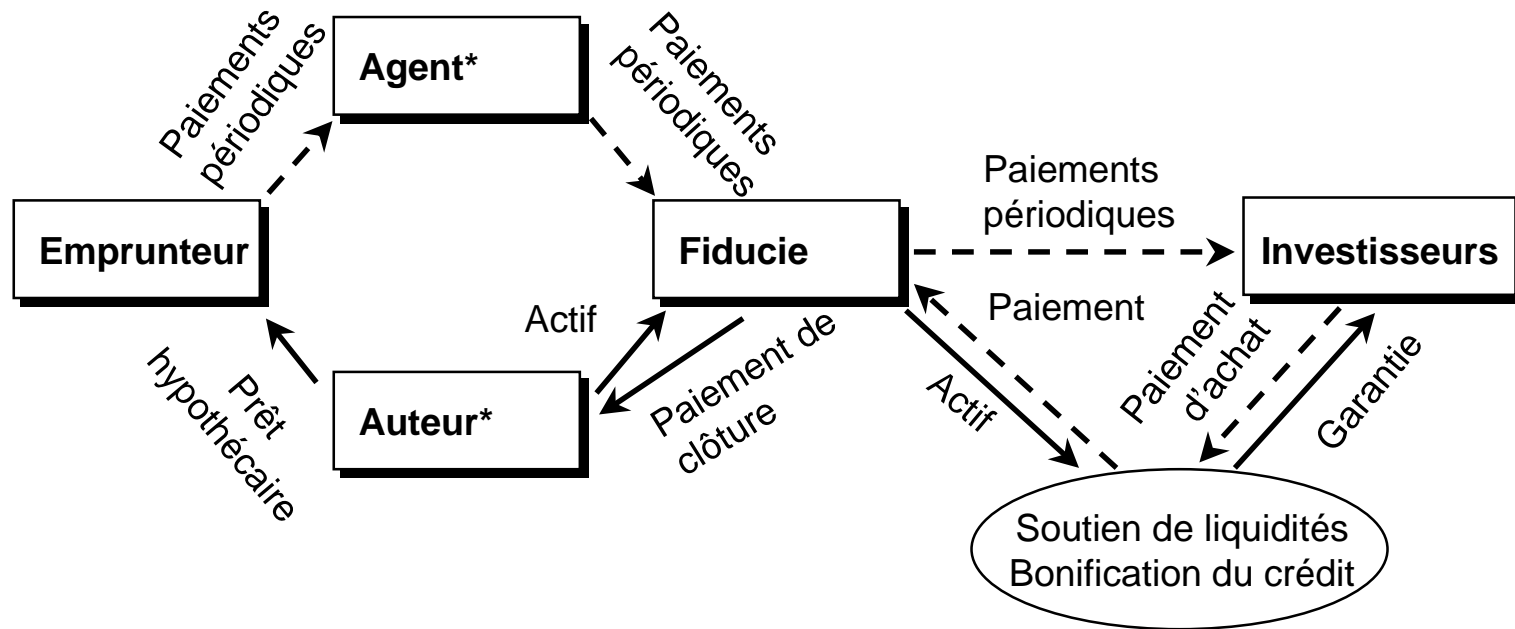 Paiements
périodiques
Agent*
Paiements
périodiques
Emprunteur
Fiducie
Paiements
périodiques
Investisseurs
Prêt
hypothécaire
Actif
Auteur*
Paiement de
clôture
Paiement
Actif
Paiement
d'achat
Garantie
Soutien de liquidités
Bonification du crédit